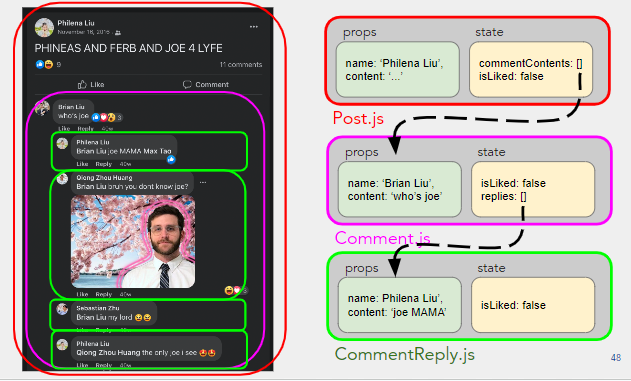 Philena Liu
November 16, 2016
PHINEAS AND FERB AND JOE 4 LYFE
9
11 comments
Like
Comment
Brian Liu
who's joe
3
Like Reply 40w
Philena Liu
Brian Liu joe MAMA Max Tao
Like Reply 40w
Qiong Zhou Huang
Brian Liu bruh you dont know joe?
Like Reply 40w
3
Sebastian Zhu
Brian Liu my lord 😆😆
Like Reply 40w
Philena Liu
Qiong Zhou Huang the only joe i see 🤩🤩
Like Reply 40w
props
state
name: ‘Philena Liu’,
content: ‘...’
commentContents: []
isLiked: false
Post.js
props
state
name: ‘Brian Liu’,
content: ‘who’s joe’
isLiked: false
replies: []
Comment.js
props
state
name: Philena Liu’,
content: ‘joe MAMA’
isLiked: false
CommentReply.js
48